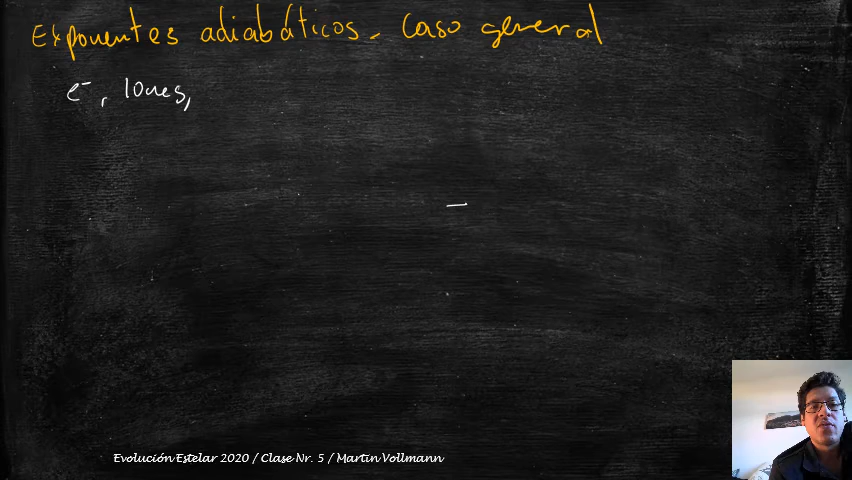 Exponentes adiabáticos. Caso general
e⁻, iones,
Evolución Estelar 2020 / Clase Nr. 5 / Martin Vollmann